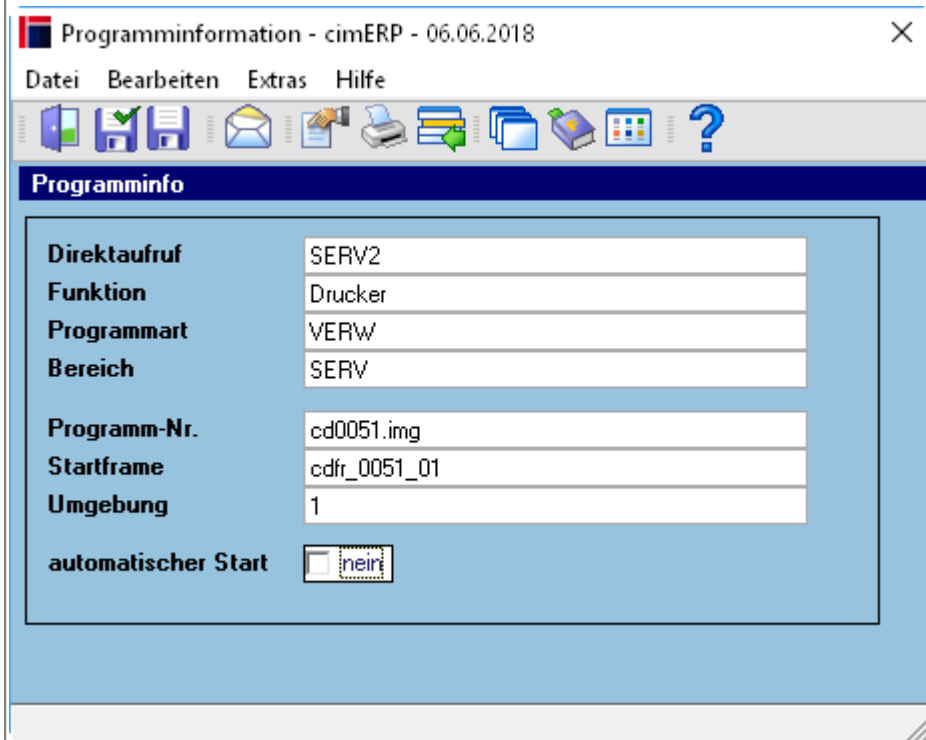 Programminformation - cimERP - 06.06.2018
Datei Bearbeiten Extras Hilfe
Programminfo
Direktaufruf SERV2
Funktion Drucker
Programmart VERW
Bereich SERV
Programm-Nr. cd0051.img
Startframe cdfr_0051_01
Umgebung 1
automatischer Start nein